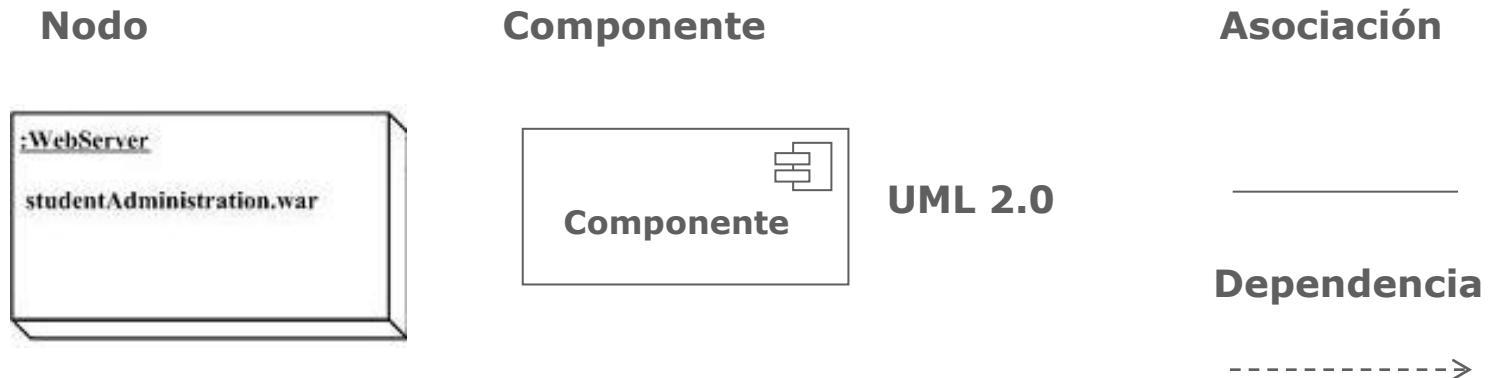 Nodo
Componente
Asociación
:WebServer
studentAdministration.war
Componente
UML 2.0
Dependencia